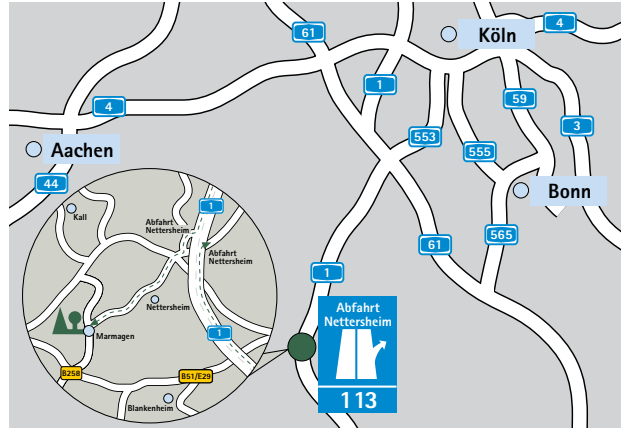 61
Köln
4
1
59
4
3
553
555
Aachen
44
Bonn
565
61
1
Kall
1
Abfahrt
Nettersheim
Abfahrt
Nettersheim
Nettersheim
Marmagen
1
B258
B51/E29
Blankenheim
Abfahrt
Nettersheim
113